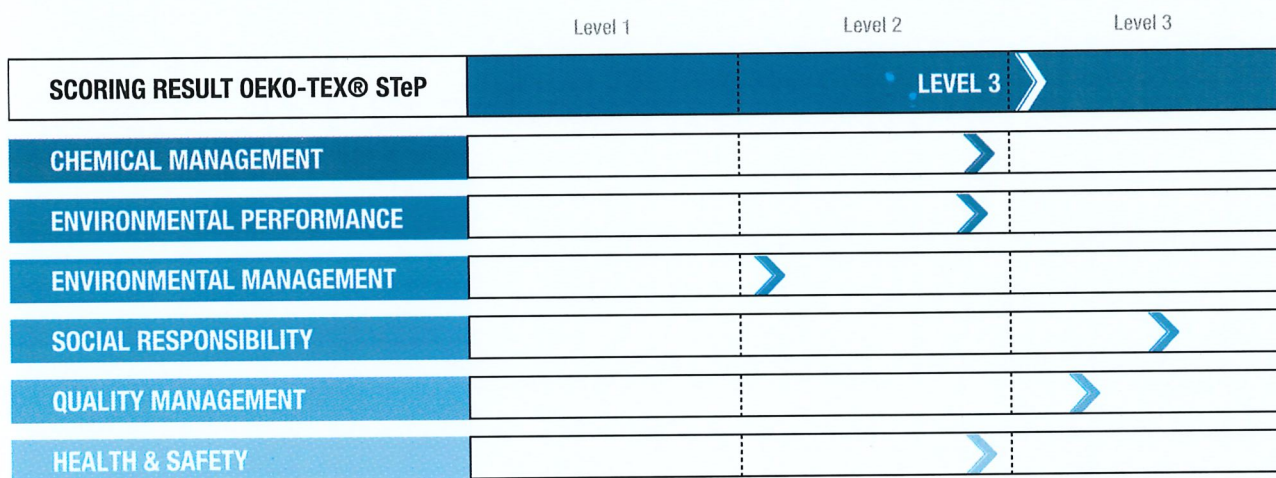 Level 1 Level 2 Level 3
SCORING RESULT OEKO-TEX® STeP LEVEL 3
CHEMICAL MANAGEMENT
ENVIRONMENTAL PERFORMANCE
ENVIRONMENTAL MANAGEMENT
SOCIAL RESPONSIBILITY
QUALITY MANAGEMENT
HEALTH & SAFETY